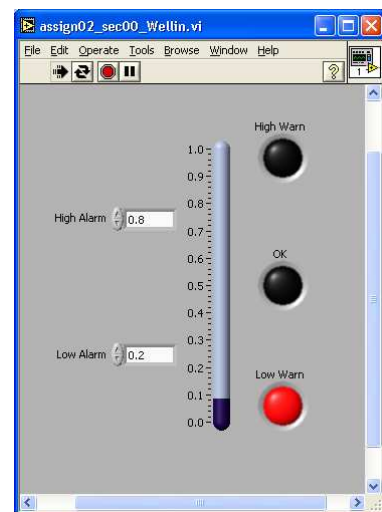 assign02_sec00_Wellin.vi
File Edit Operate Tools Browse Window Help
? 1
High Warn
1.0
0.9
0.8
High Alarm 0.8
0.7
0.6
OK
0.5
0.4
0.3
Low Alarm 0.2
0.2
Low Warn
0.1
0.0